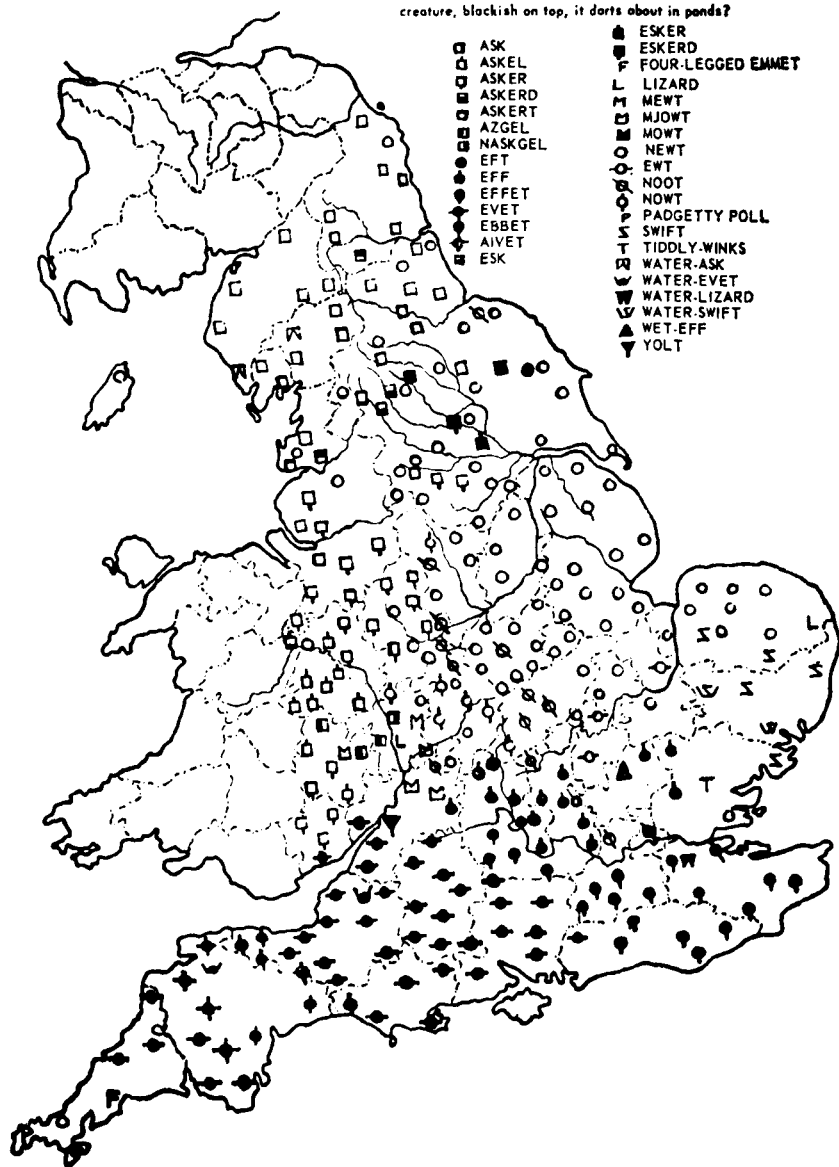 creature, blackish on top, it darts about in ponds?
ASK
ASKEL
ASKER
ASKERD
ASKERT
AZGEL
NASKGEL
EFT
EFF
EFFET
EVET
EBBET
AIVET
ESK
ESKER
ESKERD
F FOUR-LEGGED EMMET
L LIZARD
MEWT
MJOWT
MOWT
NEWT
EWT
NOOT
NOWT
PADGETTY POLL
SWIFT
T TIDDLY-WINKS
WATER-ASK
WATER-EVET
WATER-LIZARD
WATER-SWIFT
WET-EFF
YOLT
L
L
T
F